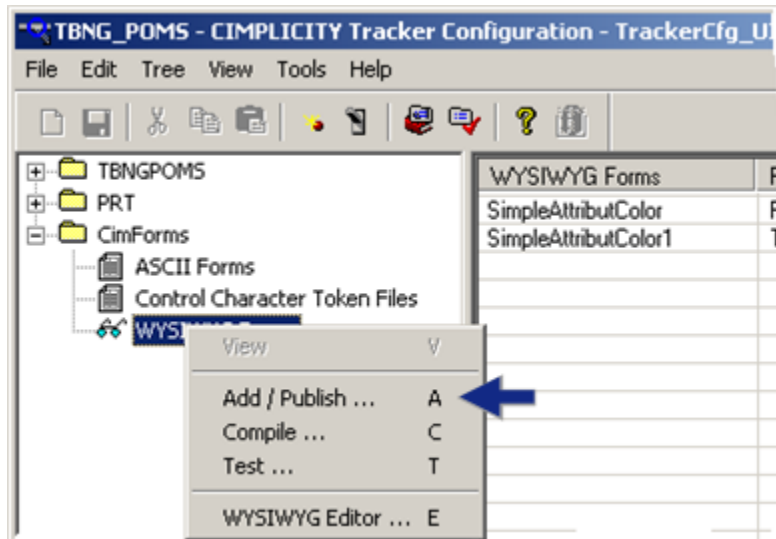 TBNG_POMS - CIMPLICITY Tracker Configuration - TrackerCfg_UI
File Edit Tree View Tools Help
TBNGPOMS
PRT
CimForms
ASCII Forms
Control Character Token Files
WYSIWYG Forms
SimpleAttributColor
SimpleAttributColor1
View V
Add / Publish ... A
Compile ... C
Test ... T
WYSIWYG Editor ... E